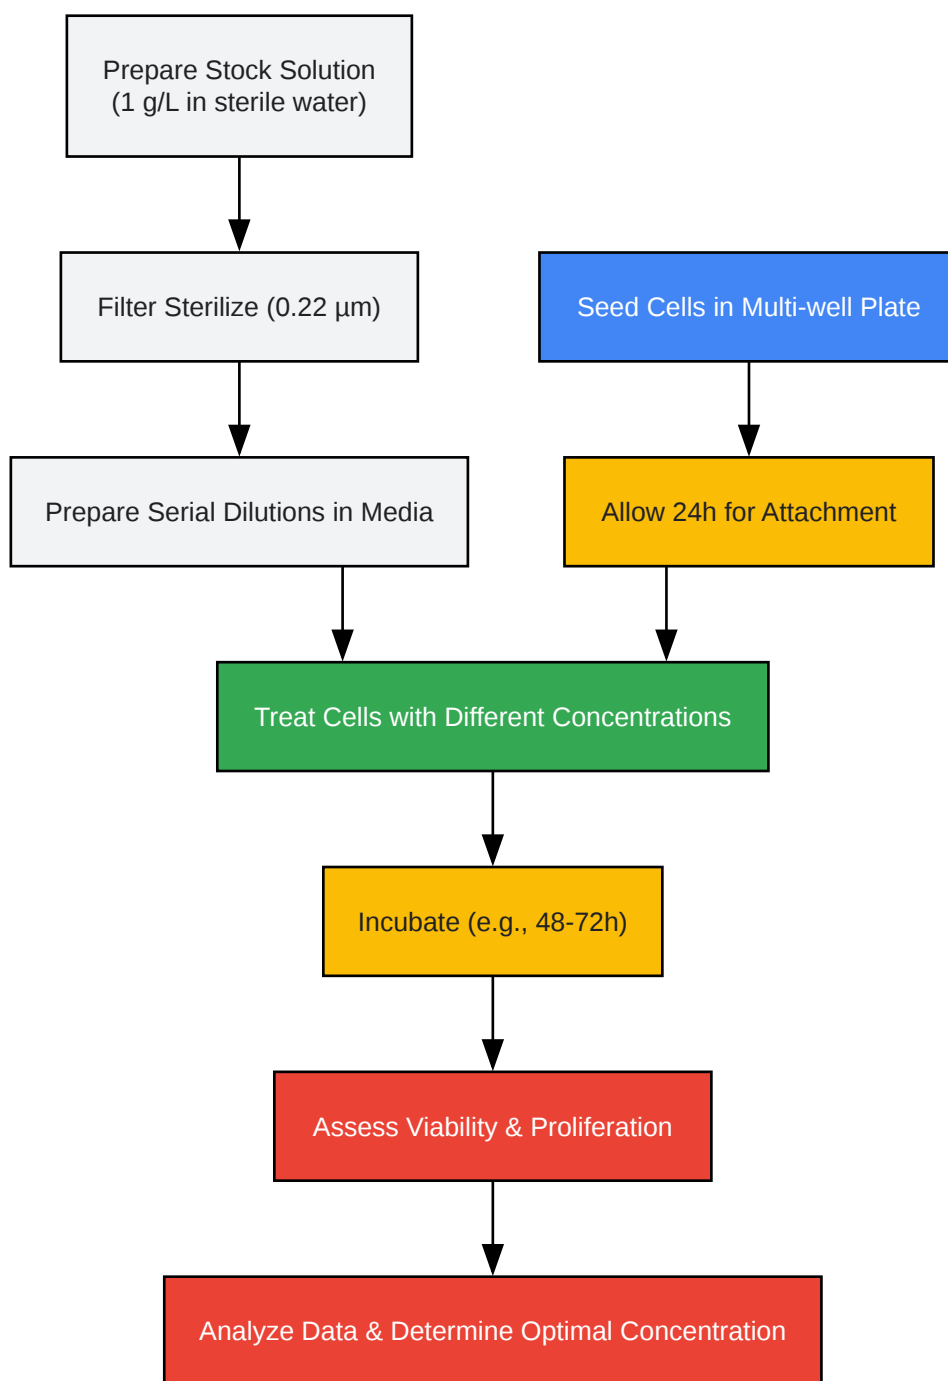 Prepare Stock Solution
(1 g/L in sterile water)
Filter Sterilize (0.22 µm)
Seed Cells in Multi-well Plate
Prepare Serial Dilutions in Media
Allow 24h for Attachment
Treat Cells with Different Concentrations
Incubate (e.g., 48-72h)
Assess Viability & Proliferation
Analyze Data & Determine Optimal Concentration